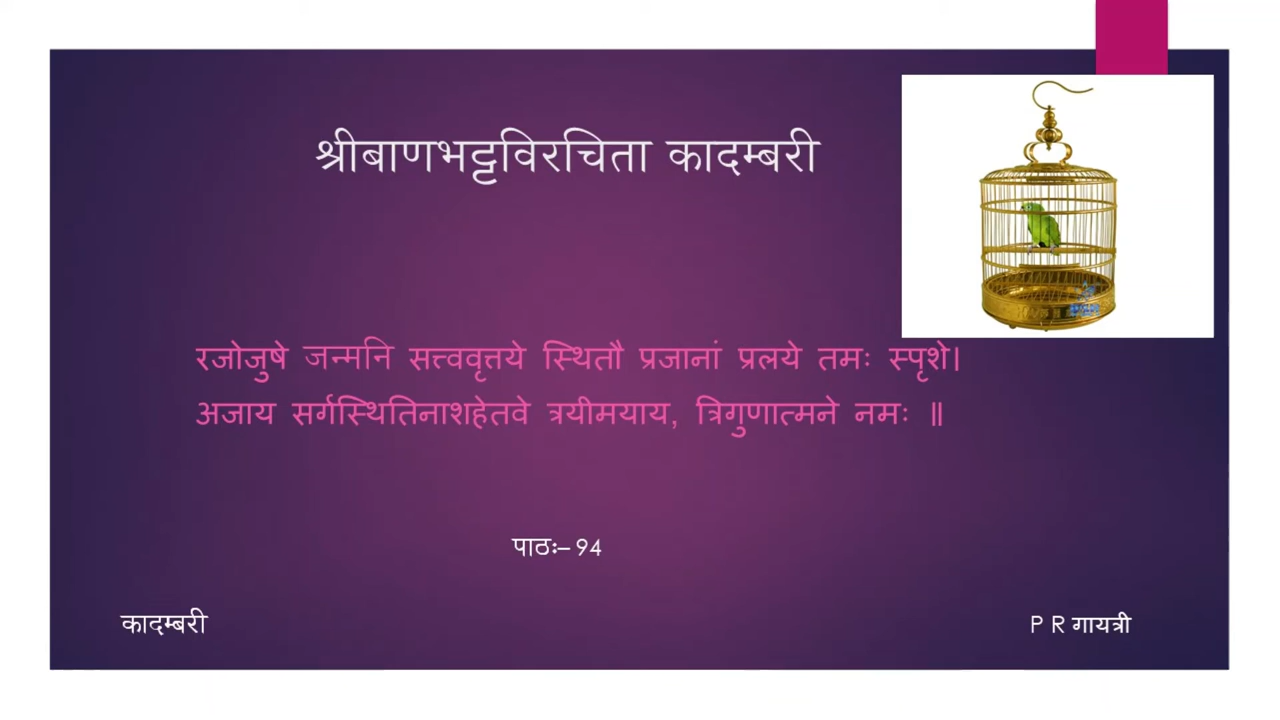 श्रीबाणभट्टविरचिता कादम्बरी
रजोजुषे जन्मनि सत्त्ववृत्तये स्थितौ प्रजानां प्रलये तमः स्पृशे।
अजाय सर्गस्थितिनाशहेतवे त्रयीमयाय, त्रिगुणात्मने नमः ॥
पाठः– 94
कादम्बरी
P R गायत्री